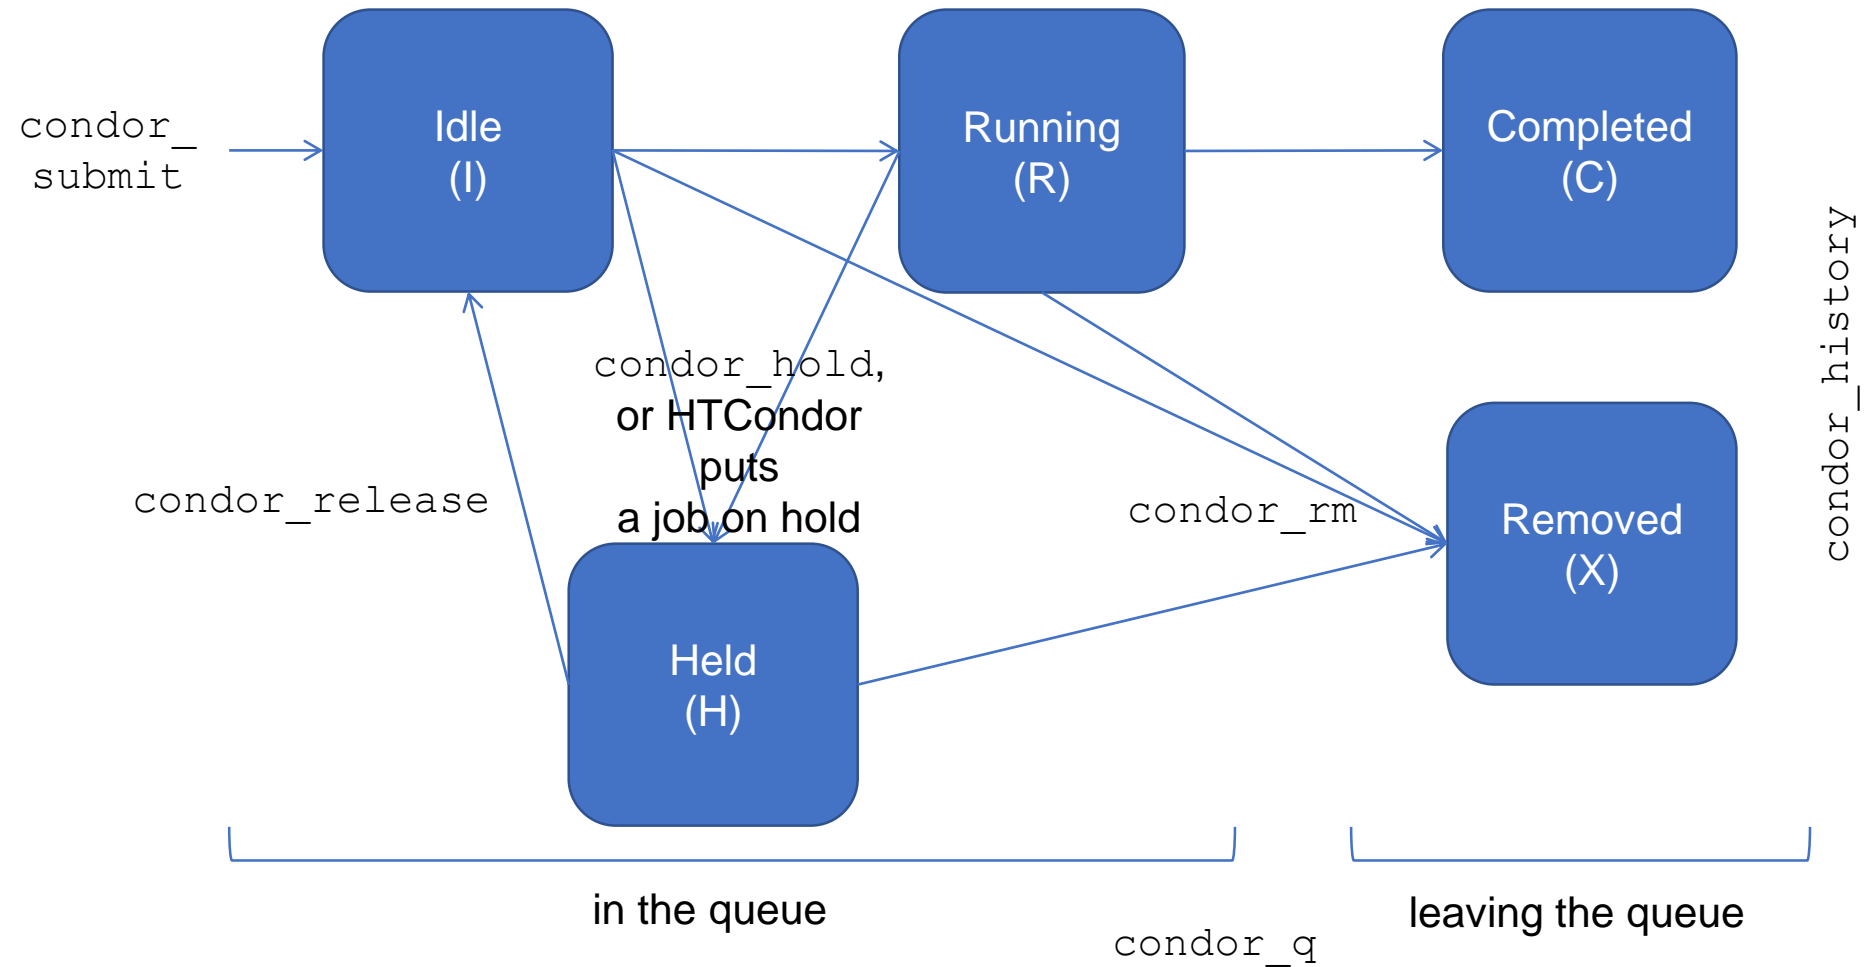 condor_
submit
Idle
(I)
Running
(R)
Completed
(C)
condor_history
condor_hold,
or HTCondor
puts
a job on hold
condor_release
condor_rm
Removed
(X)
Held
(H)
in the queue
leaving the queue
condor_q